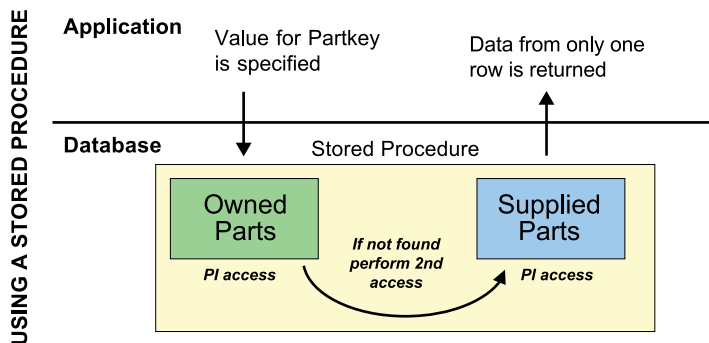 USING A STORED PROCEDURE
Application
Value for Partkey
is specified
Data from only one
row is returned
Database
Stored Procedure
Owned
Parts
PI access
If not found
perform 2nd
access
Supplied
Parts
PI access